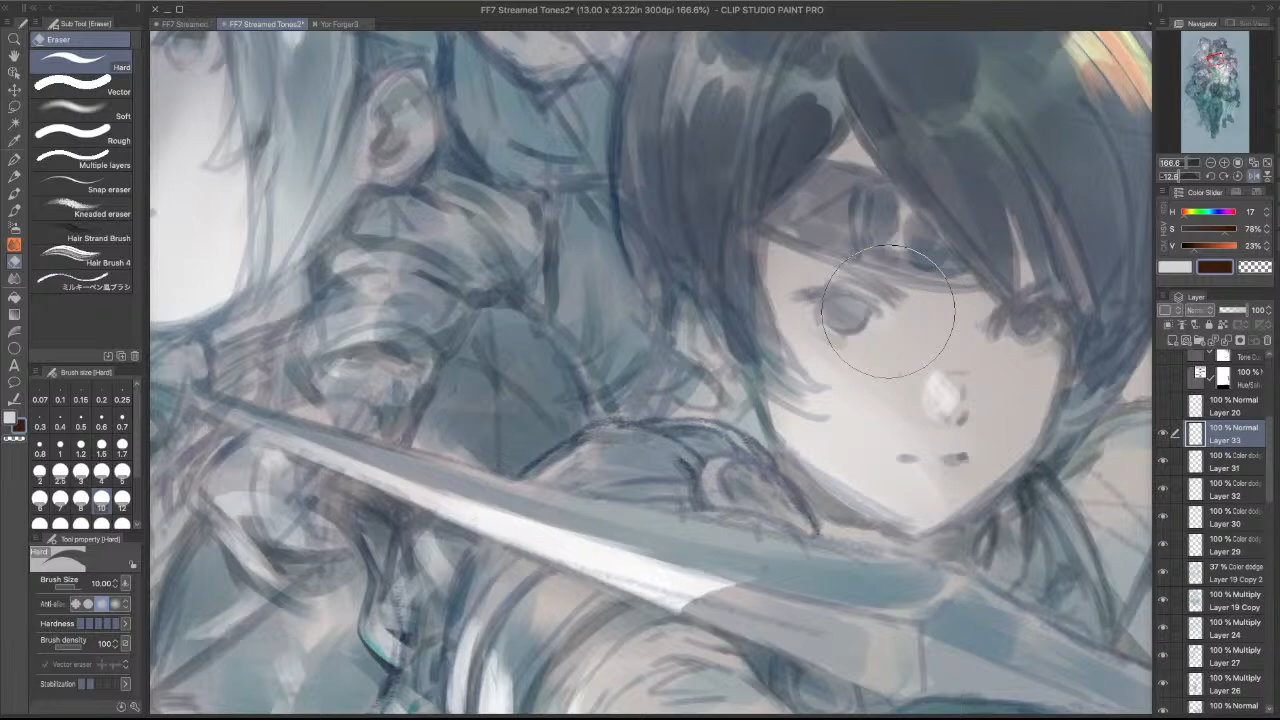 FF7 Streamed Tones2* (13.00 x 23.22in 300dpi 166.6%) - CLIP STUDIO PAINT PRO
Sub Tool [Eraser]
FF7 Streamed
FF7 Streamed Tones2*
Yor Forger3
Navigator
Eraser
Hard
Vector
Soft
Rough
Multiple layers
Snap eraser
Kneaded eraser
Hair Strand Brush
Hair Brush 4
ミルキーペン風ブラシ
166.6
-12.6
Color Slider
H 17
S 78%
V 23%
Layer
100
Brush size [Hard]
0.07 0.1 0.15 0.2 0.25
0.3 0.4 0.5 0.6 0.7
0.8 1 1.2 1.5 1.7
2 2.5 3 4 5
6 7 8 10 12
Tool property [Hard]
Hard
Brush Size 10.00
Hardness
Brush density 100
Vector eraser
Stabilization
100 % Normal
Layer 20
100 % Normal
Layer 33
100 % Color dod
Layer 31
100 % Color dod
Layer 32
100 % Color dod
Layer 30
100 % Color dod
Layer 29
37 % Color dodge
Layer 19 Copy 2
100 % Multiply
Layer 19 Copy
100 % Multiply
Layer 24
100 % Multiply
Layer 27
100 % Multiply
Layer 26
100 % Normal